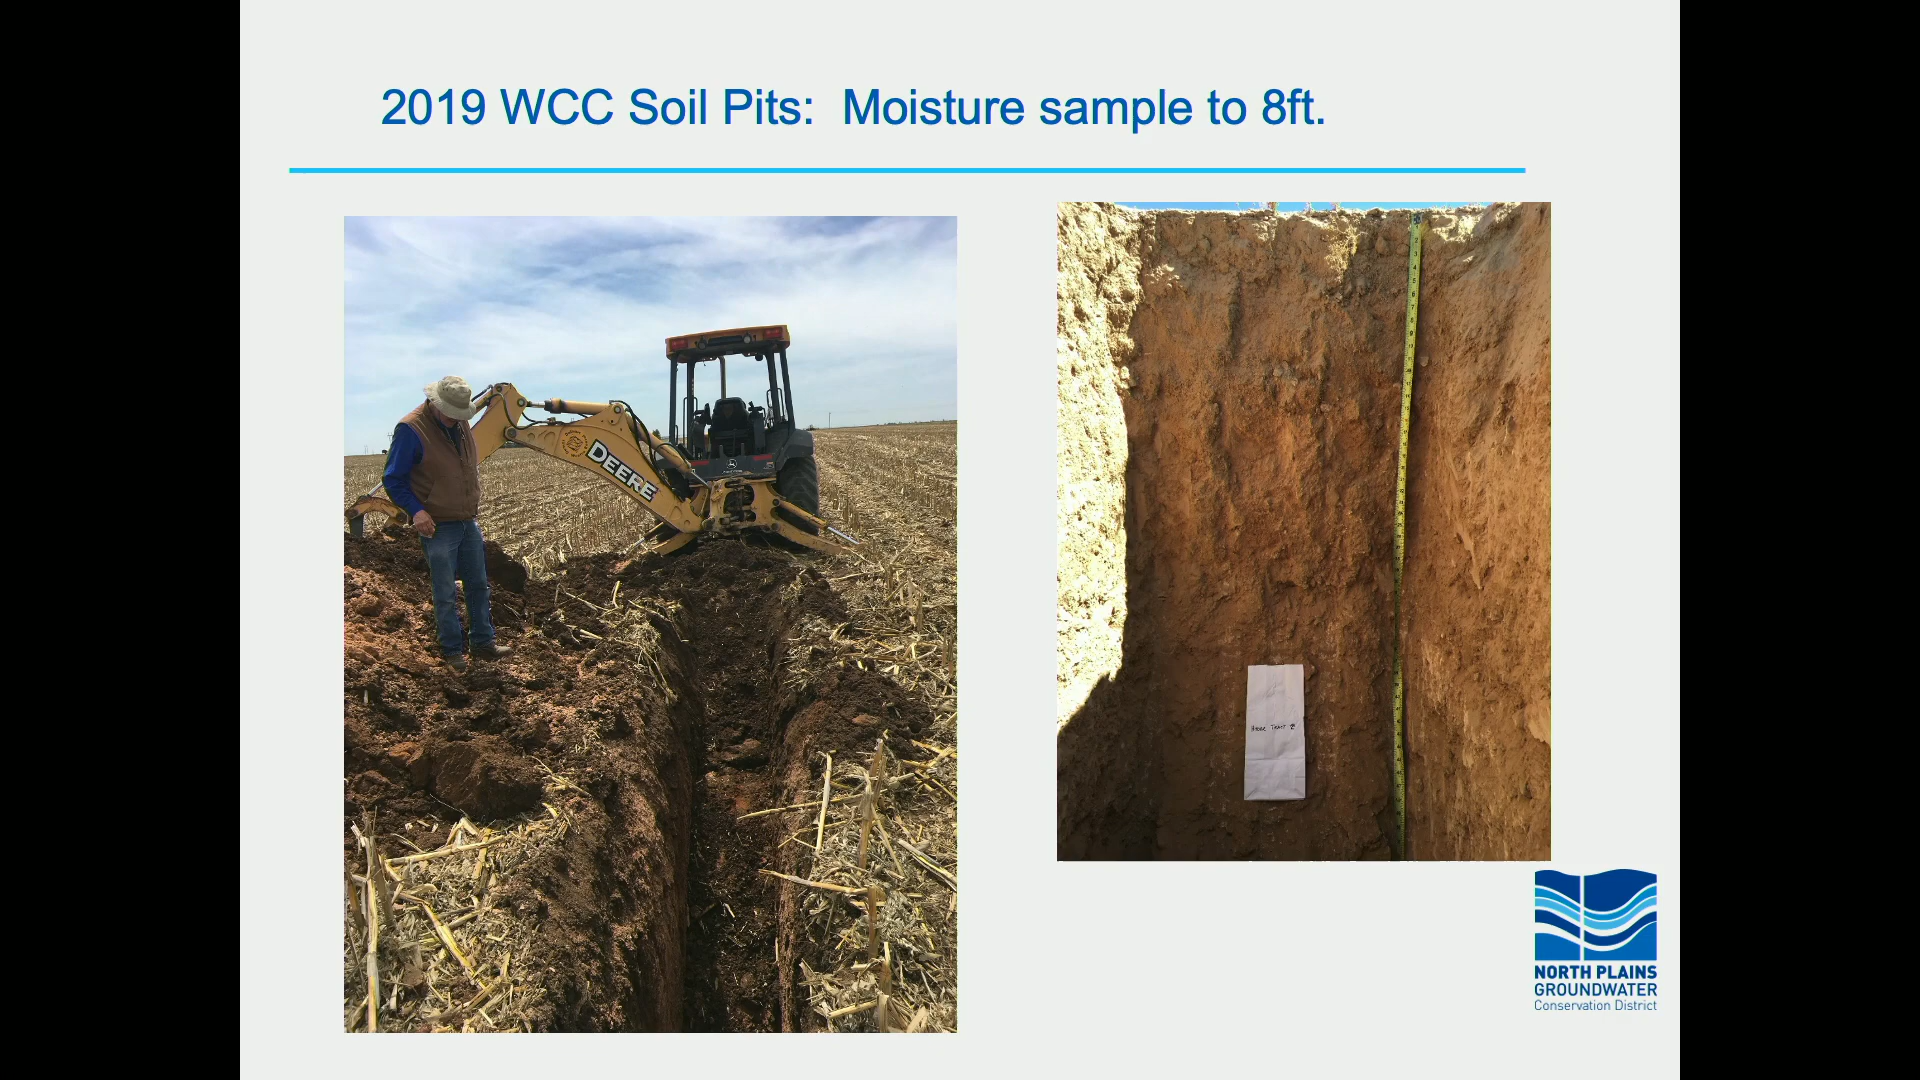 2019 WCC Soil Pits:  Moisture sample to 8ft.
DEERE
NORTH PLAINS
GROUNDWATER
Conservation District